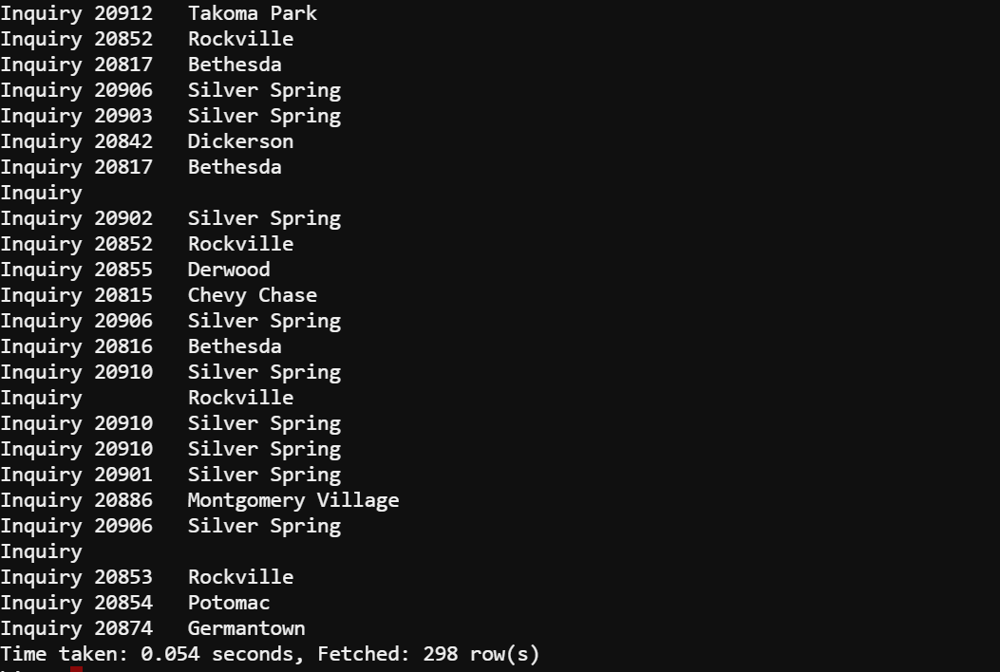 Inquiry 20912   Takoma Park
Inquiry 20852   Rockville
Inquiry 20817   Bethesda
Inquiry 20906   Silver Spring
Inquiry 20903   Silver Spring
Inquiry 20842   Dickerson
Inquiry 20817   Bethesda
Inquiry
Inquiry 20902   Silver Spring
Inquiry 20852   Rockville
Inquiry 20855   Derwood
Inquiry 20815   Chevy Chase
Inquiry 20906   Silver Spring
Inquiry 20816   Bethesda
Inquiry 20910   Silver Spring
Inquiry         Rockville
Inquiry 20910   Silver Spring
Inquiry 20910   Silver Spring
Inquiry 20901   Silver Spring
Inquiry 20886   Montgomery Village
Inquiry 20906   Silver Spring
Inquiry
Inquiry 20853   Rockville
Inquiry 20854   Potomac
Inquiry 20874   Germantown
Time taken: 0.054 seconds, Fetched: 298 row(s)